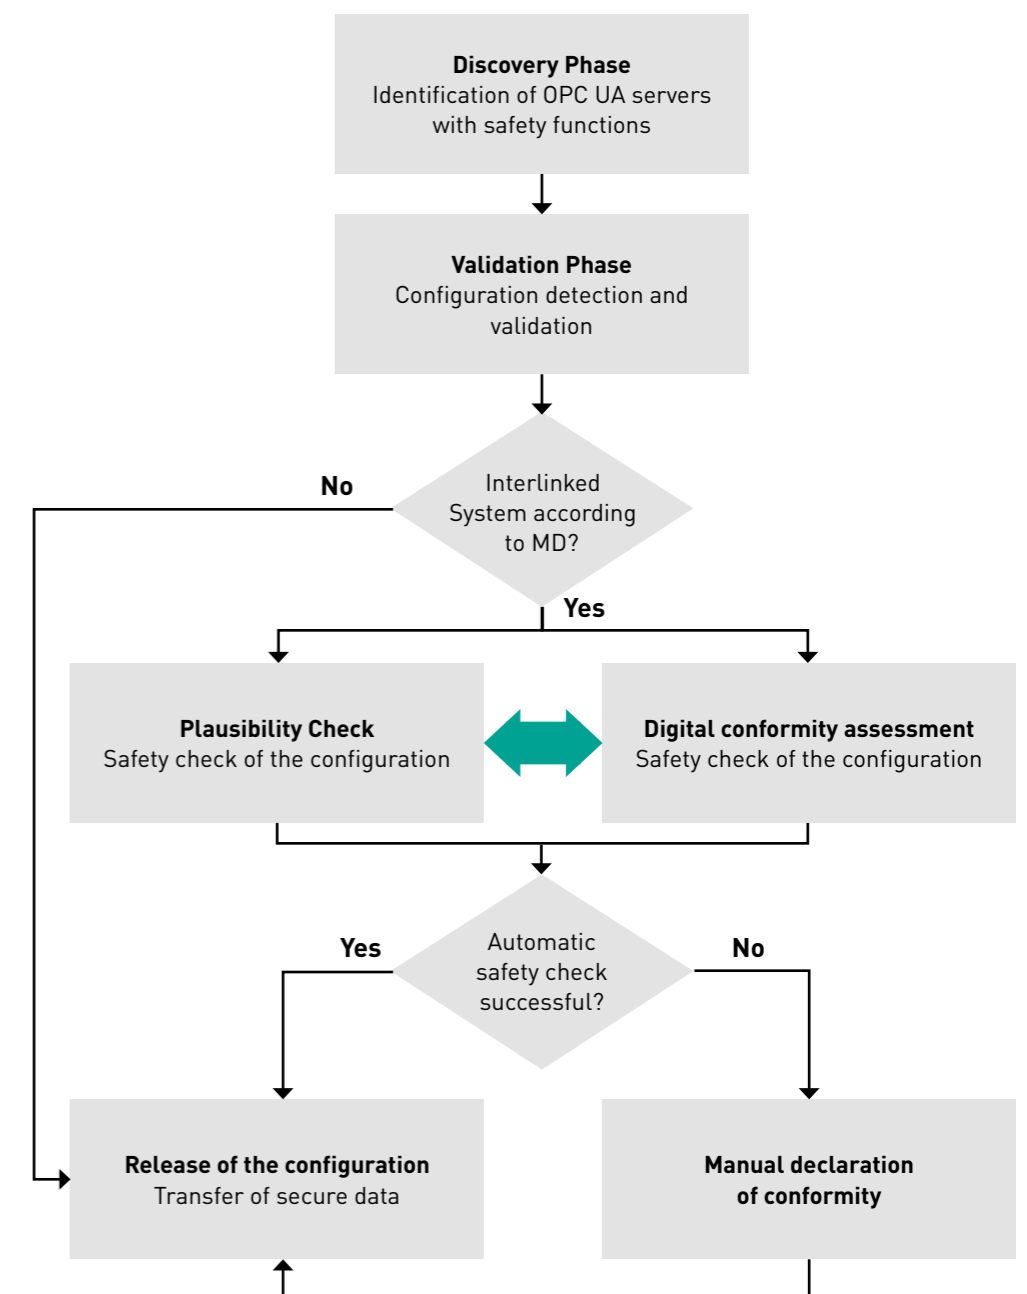 Discovery Phase
Identification of OPC UA servers
with safety functions
Validation Phase
Configuration detection and
validation
No
Interlinked
System according
to MD?
Yes
Plausibility Check
Safety check of the configuration
Digital conformity assessment
Safety check of the configuration
Yes
Automatic
safety check
successful?
No
Release of the configuration
Transfer of secure data
Manual declaration
of conformity